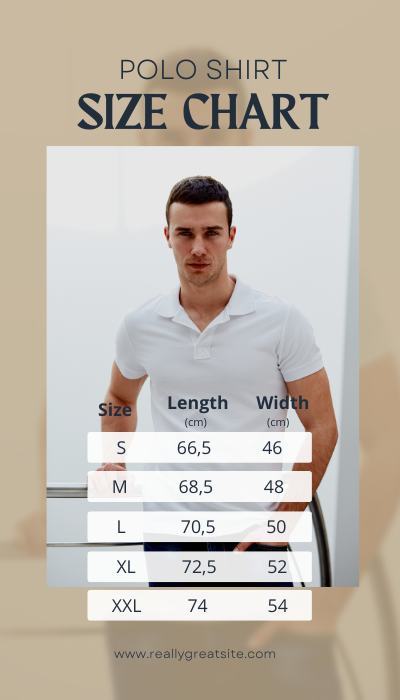 POLO SHIRT
SIZE CHART
Size Length Width
(cm) (cm)
S 66,5 46
M 68,5 48
L 70,5 50
XL 72,5 52
XXL 74 54
www.reallygreatsite.com